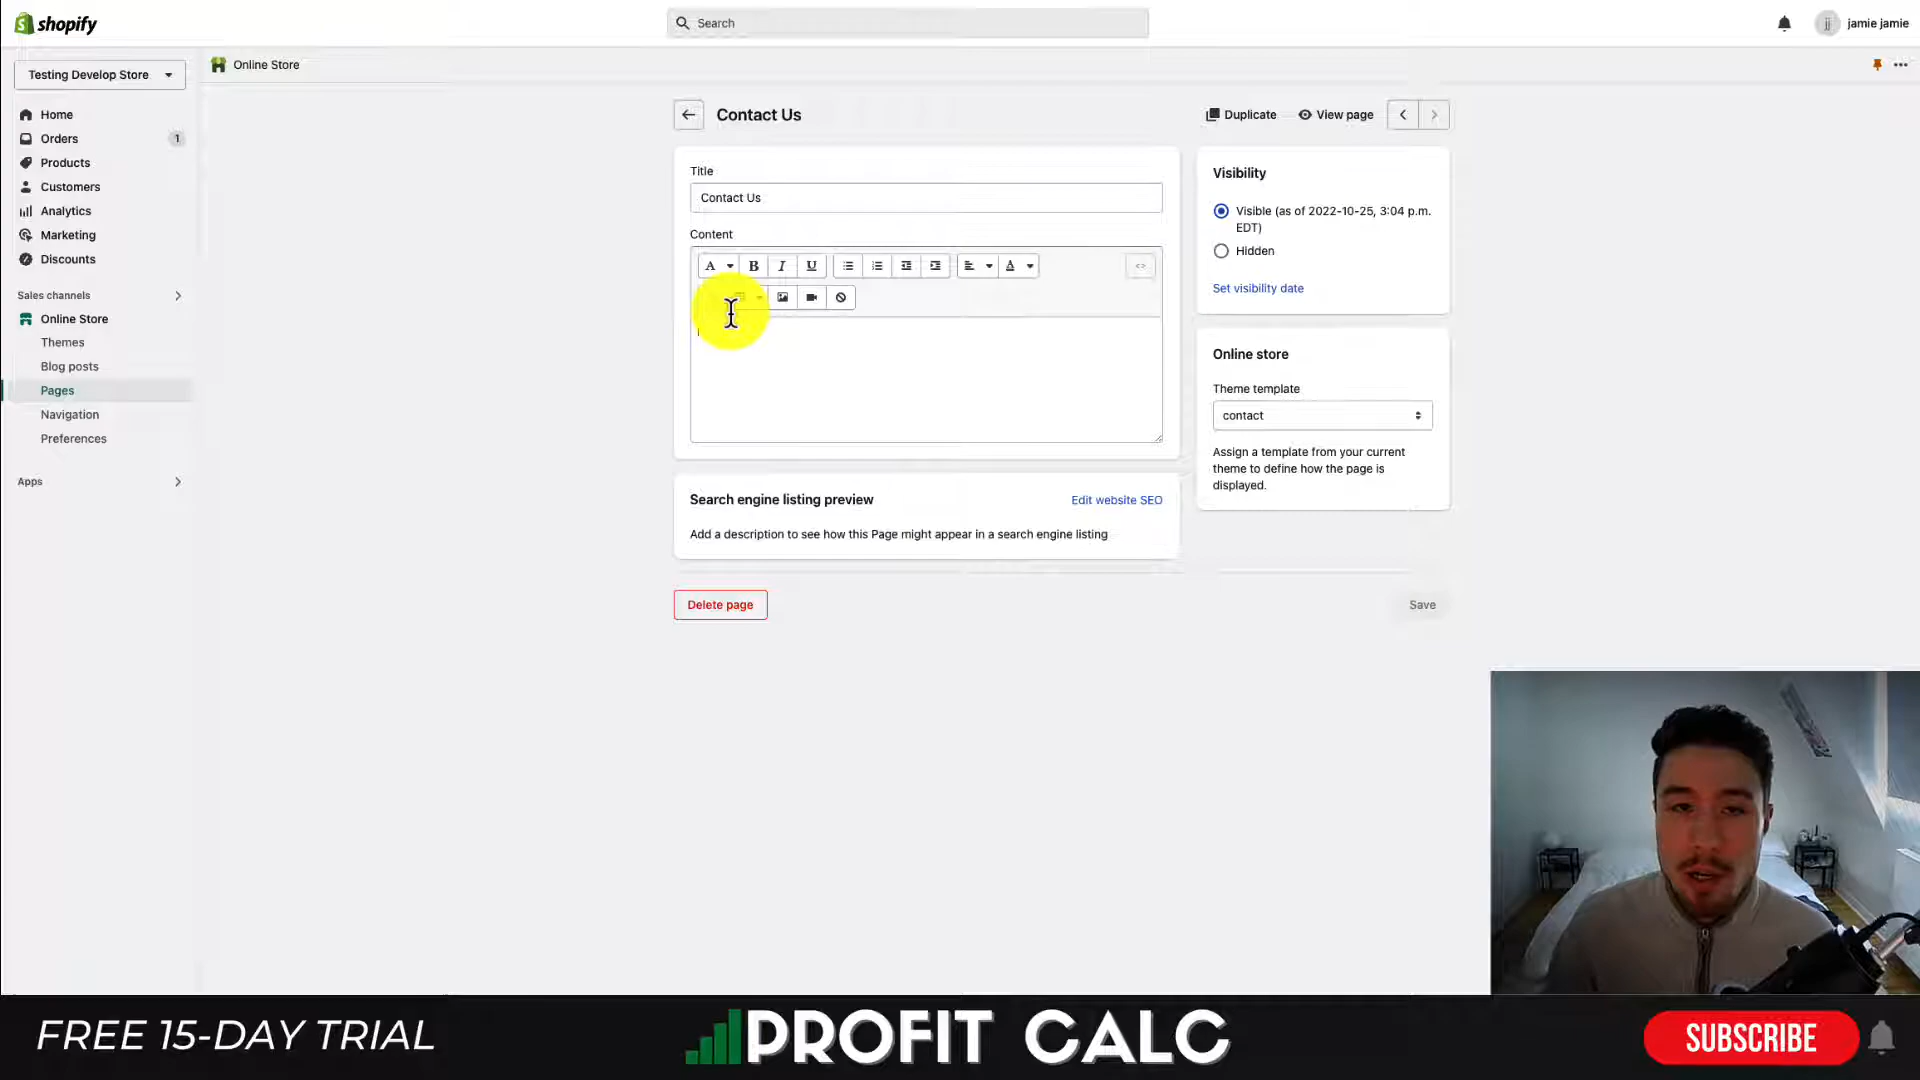 shopify
Search
jj
jamie jamie
Testing Develop Store
Online Store
Home
Orders
1
Products
Customers
Analytics
Marketing
Discounts
Sales channels
Online Store
Themes
Blog posts
Pages
Navigation
Preferences
Apps
Contact Us
Duplicate
View page
Title
Contact Us
Content
A
B
I
U
A
<>
Search engine listing preview
Edit website SEO
Add a description to see how this Page might appear in a search engine listing
Delete page
Save
Visibility
Visible (as of 2022-10-25, 3:04 p.m.
EDT)
Hidden
Set visibility date
Online store
Theme template
contact
Assign a template from your current
theme to define how the page is
displayed.
FREE 15-DAY TRIAL
PROFIT CALC
SUBSCRIBE